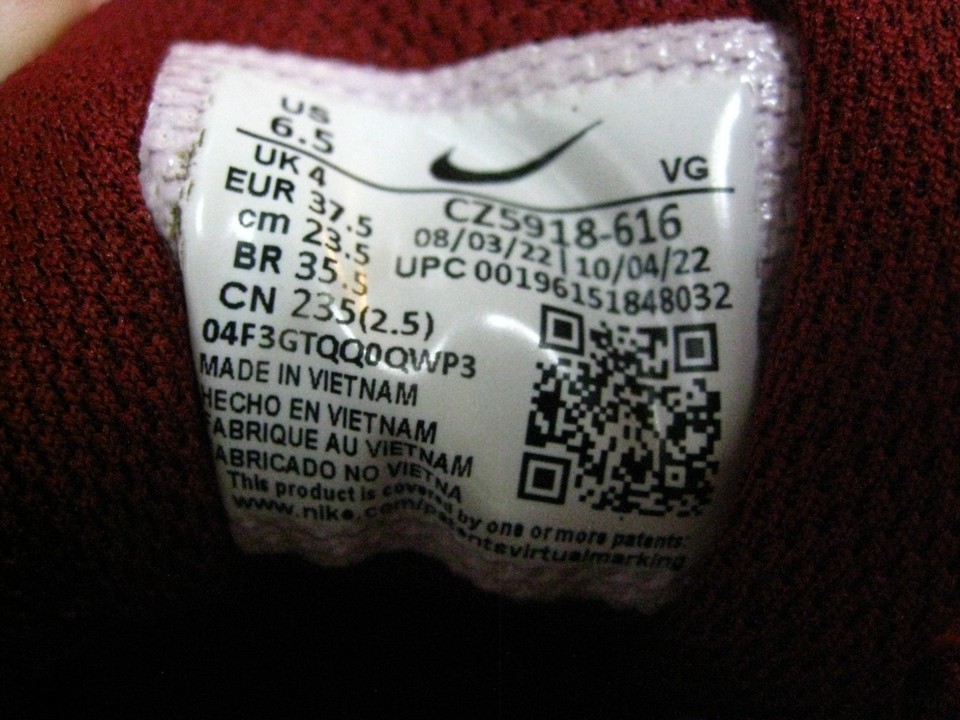 US
6.5
VG
UK 4
EUR 37.5
cm 23.5
BR 35.5
CN 235(2.5)
CZ5918-616
08/03/22 | 10/04/22
UPC 00196151848032
04F3GTQQ0QWP3
MADE IN VIETNAM
HECHO EN VIETNAM
FABRIQUE AU VIETNAM
FABRICADO NO VIETNA
This product is covered by one or more patents:
www.nike.com/patentsvirtualmarking